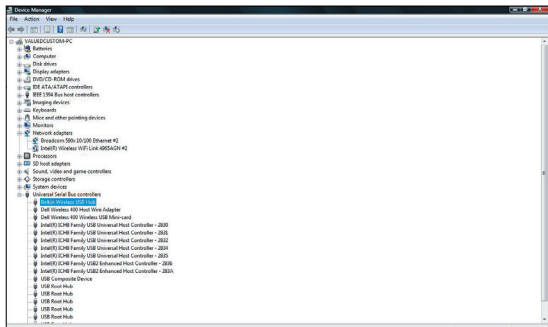 Device Manager
File Action View Help
VALUEDCUSTOM-PC
Batteries
Computer
Disk drives
Display adapters
DVD/CD-ROM drives
IDE ATA/ATAPI controllers
IEEE 1394 Bus host controllers
Imaging devices
Keyboards
Mice and other pointing devices
Monitors
Network adapters
Broadcom 590x 10/100 Ethernet #2
Intel(R) Wireless WiFi Link 4965AGN #2
Processors
SD host adapters
Sound, video and game controllers
Storage controllers
System devices
Universal Serial Bus controllers
Belkin Wireless USB Hub
Dell Wireless 400 Host Wire Adapter
Dell Wireless 400 Wireless USB Mini-card
Intel(R) ICH8 Family USB Universal Host Controller - 2830
Intel(R) ICH8 Family USB Universal Host Controller - 2831
Intel(R) ICH8 Family USB Universal Host Controller - 2832
Intel(R) ICH8 Family USB Universal Host Controller - 2834
Intel(R) ICH8 Family USB Universal Host Controller - 2835
Intel(R) ICH8 Family USB2 Enhanced Host Controller - 2836
Intel(R) ICH8 Family USB2 Enhanced Host Controller - 283A
USB Composite Device
USB Root Hub
USB Root Hub
USB Root Hub
USB Root Hub